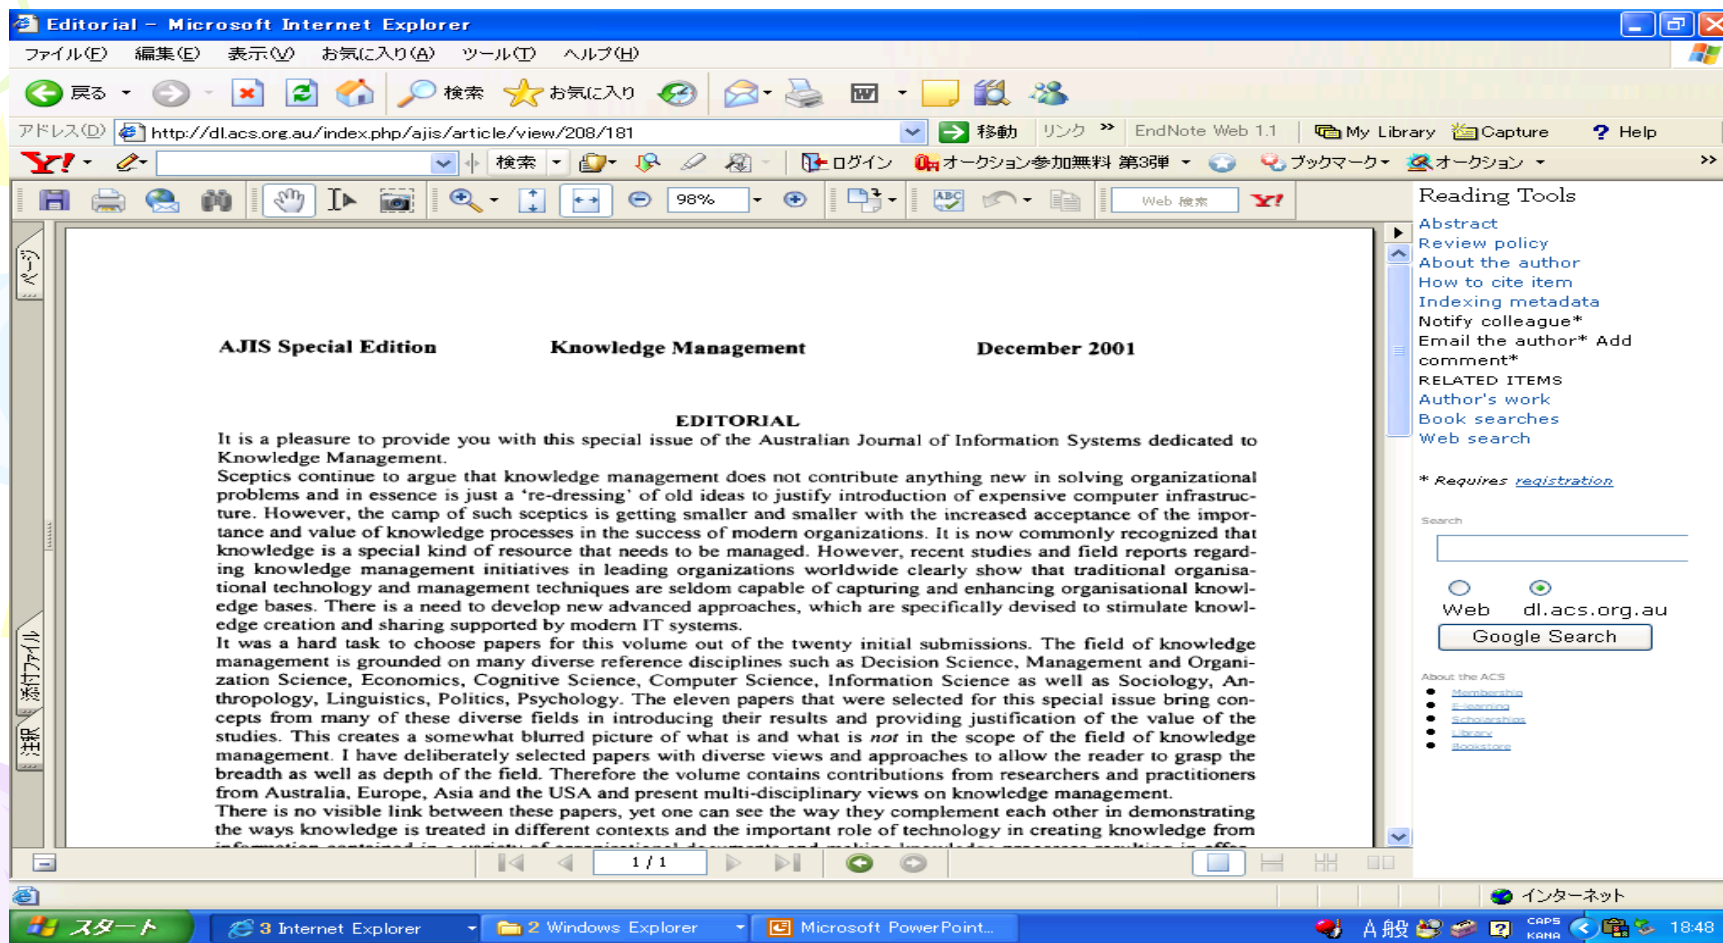 Editorial - Microsoft Internet Explorer
ファイル(F) 編集(E) 表示(V) お気に入り(A) ツール(T) ヘルプ(H)
戻る 検索 お気に入り
アドレス(D) http://dl.acs.org.au/index.php/ajis/article/view/208/181 移動 リンク » EndNote Web 1.1 My Library Capture ? Help
Y! 検索 ログイン オークション参加無料 第3弾 ブックマーク オークション »
98% ABC Web 検索 Y!
ページ
添付ファイル
注釈
AJIS Special Edition Knowledge Management December 2001
EDITORIAL
It is a pleasure to provide you with this special issue of the Australian Journal of Information Systems dedicated to
Knowledge Management.
Sceptics continue to argue that knowledge management does not contribute anything new in solving organizational
problems and in essence is just a ‘re-dressing’ of old ideas to justify introduction of expensive computer infrastruc-
ture. However, the camp of such sceptics is getting smaller and smaller with the increased acceptance of the impor-
tance and value of knowledge processes in the success of modern organizations. It is now commonly recognized that
knowledge is a special kind of resource that needs to be managed. However, recent studies and field reports regard-
ing knowledge management initiatives in leading organizations worldwide clearly show that traditional organisa-
tional technology and management techniques are seldom capable of capturing and enhancing organisational knowl-
edge bases. There is a need to develop new advanced approaches, which are specifically devised to stimulate knowl-
edge creation and sharing supported by modern IT systems.
It was a hard task to choose papers for this volume out of the twenty initial submissions. The field of knowledge
management is grounded on many diverse reference disciplines such as Decision Science, Management and Organi-
zation Science, Economics, Cognitive Science, Computer Science, Information Science as well as Sociology, An-
thropology, Linguistics, Politics, Psychology. The eleven papers that were selected for this special issue bring con-
cepts from many of these diverse fields in introducing their results and providing justification of the value of the
studies. This creates a somewhat blurred picture of what is and what is not in the scope of the field of knowledge
management. I have deliberately selected papers with diverse views and approaches to allow the reader to grasp the
breadth as well as depth of the field. Therefore the volume contains contributions from researchers and practitioners
from Australia, Europe, Asia and the USA and present multi-disciplinary views on knowledge management.
There is no visible link between these papers, yet one can see the way they complement each other in demonstrating
the ways knowledge is treated in different contexts and the important role of technology in creating knowledge from
Reading Tools
Abstract
Review policy
About the author
How to cite item
Indexing metadata
Notify colleague*
Email the author* Add
comment*
RELATED ITEMS
Author's work
Book searches
Web search
* Requires registration
Search
Web dl.acs.org.au
Google Search
About the ACS
Membership
E-learning
Scholarships
Library
Bookstore
1 / 1
インターネット
スタート 3 Internet Explorer 2 Windows Explorer Microsoft PowerPoint... A 般 CAPS KANA 18:48